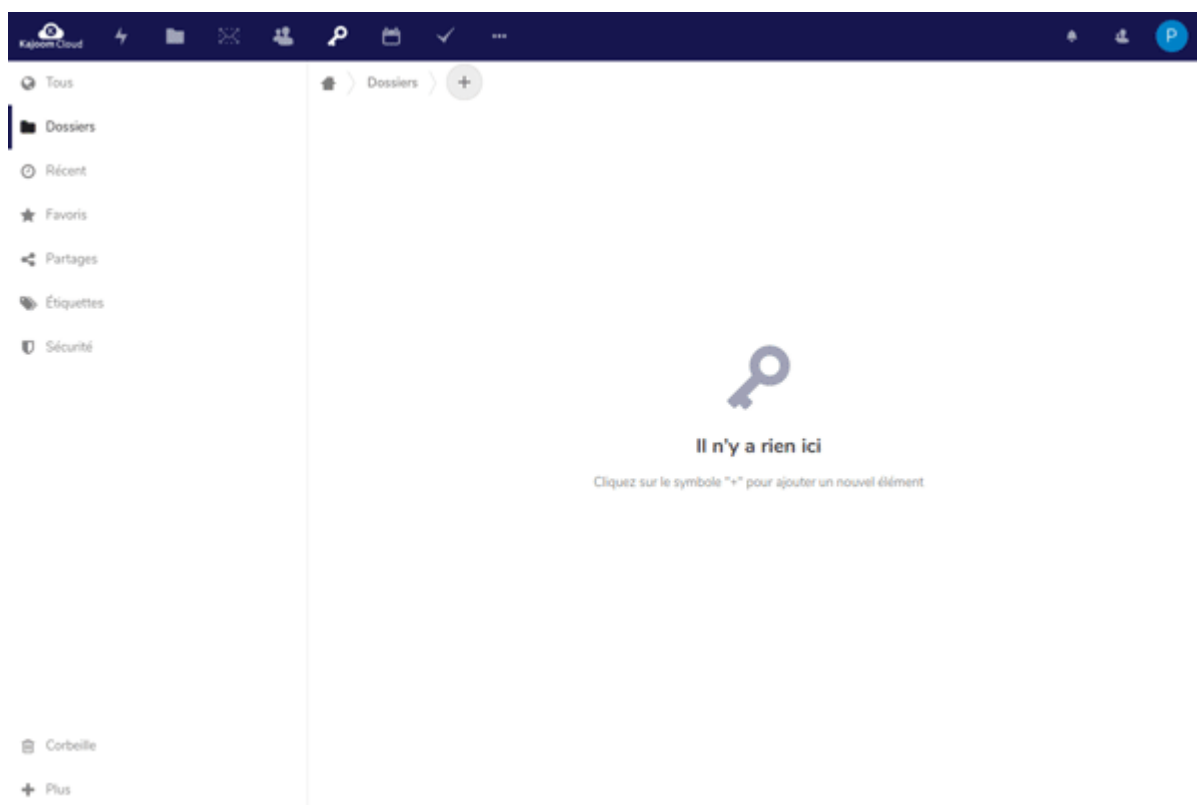 Kajoom Cloud
P
Tous
Dossiers
Récent
Favoris
Partages
Étiquettes
Sécurité
Corbeille
Plus
Dossiers
Il n'y a rien ici
Cliquez sur le symbole "+" pour ajouter un nouvel élément